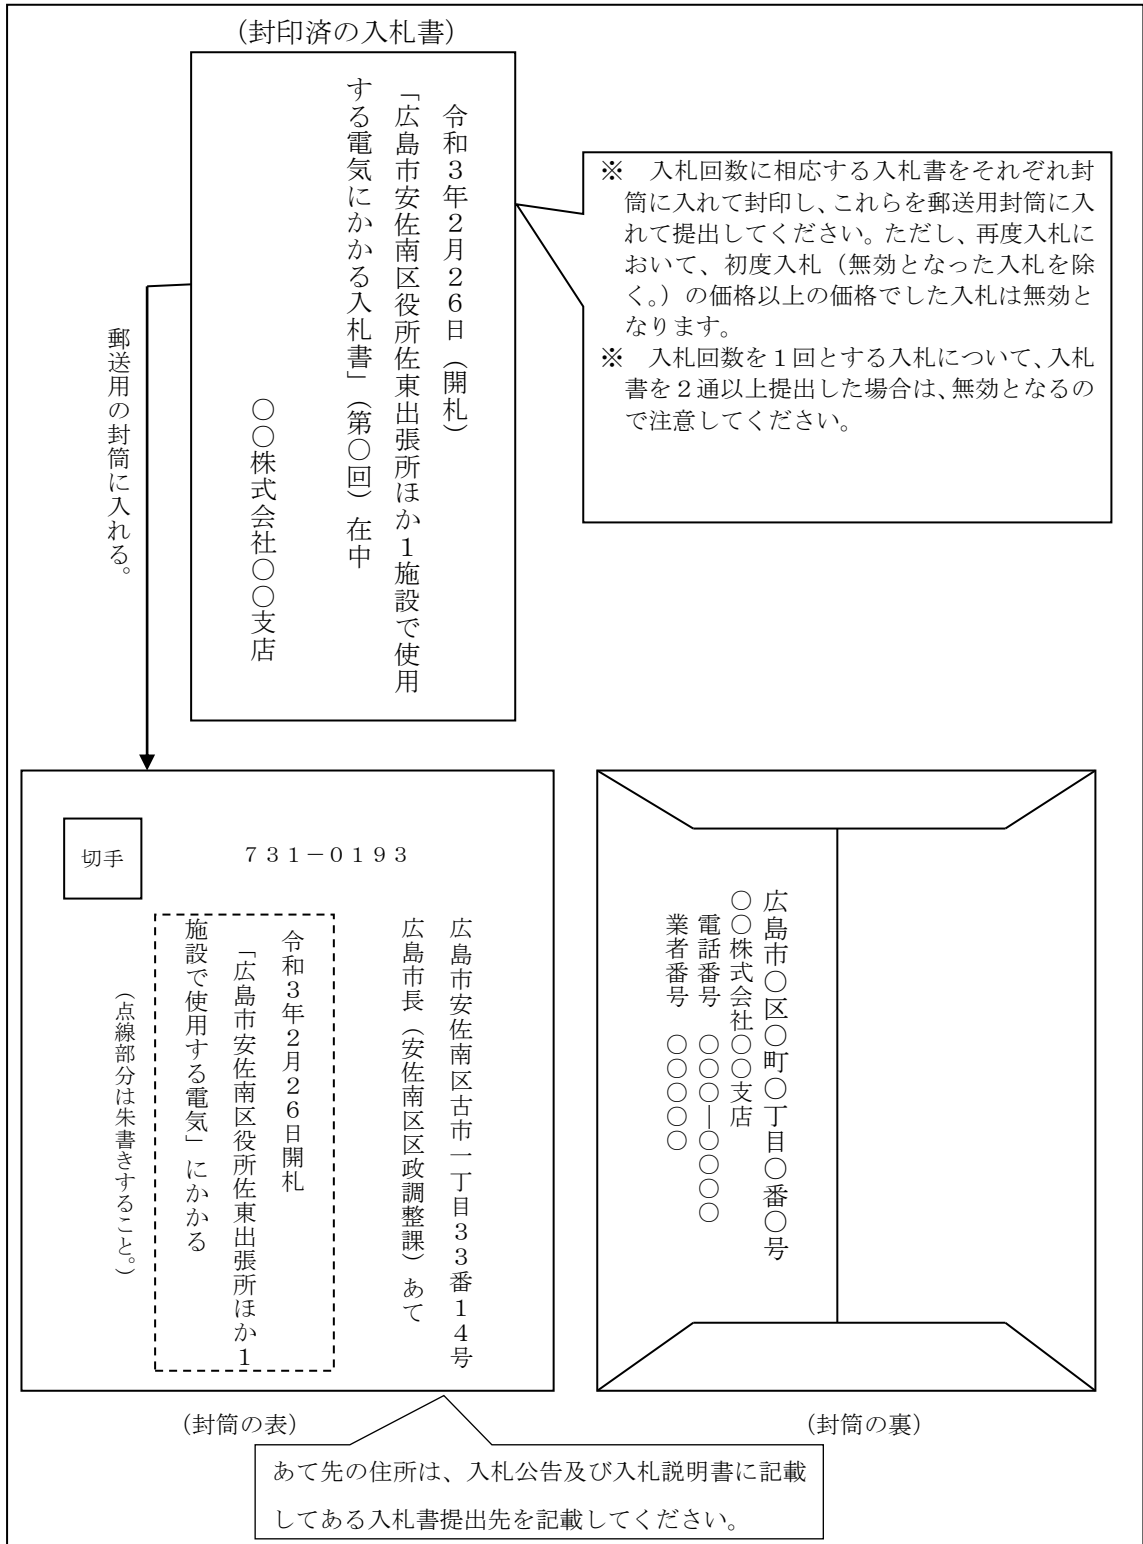 (封印済の入札書)
令和３年２月２６日（開札）
「広島市安佐南区役所佐東出張所ほか１施設で使用
する電気にかかる入札書」（第〇回）在中
〇〇株式会社〇〇支店
※　入札回数に相応する入札書をそれぞれ封
筒に入れて封印し、これらを郵送用封筒に入
れて提出してください。ただし、再度入札に
おいて、初度入札（無効となった入札を除
く。）の価格以上の価格でした入札は無効と
なります。
※　入札回数を１回とする入札について、入札
書を２通以上提出した場合は、無効となるの
で注意してください。
郵送用の封筒に入れる。
切手
７３１－０１９３
広島市安佐南区古市一丁目３３番１４号
広島市長（安佐南区区政調整課）あて
令和３年２月２６日開札
「広島市安佐南区役所佐東出張所ほか１
施設で使用する電気」にかかる
（点線部分は朱書きすること。）
(封筒の表)
広島市〇区〇町〇丁目〇番〇号
〇〇株式会社〇〇支店
電話番号　〇〇〇―〇〇〇〇
業者番号　〇〇〇〇〇
(封筒の裏)
あて先の住所は、入札公告及び入札説明書に記載
してある入札書提出先を記載してください。